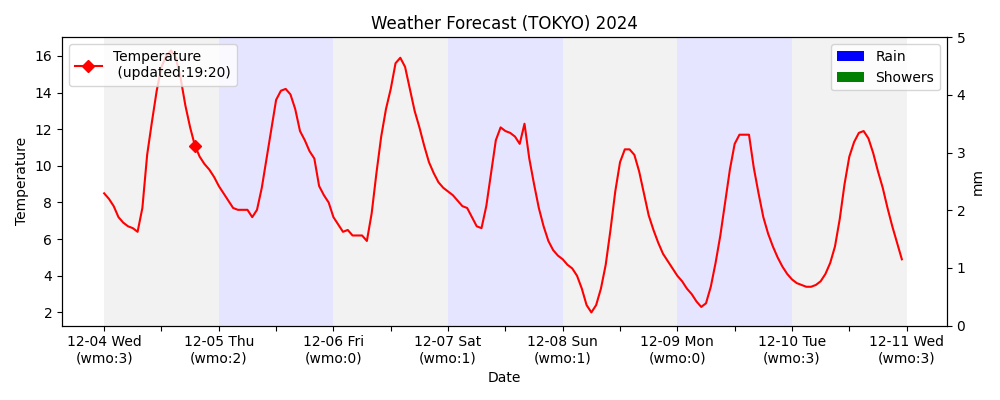 Weather Forecast (TOKYO) 2024
Temperature
(updated:19:20)
Rain
Showers
Temperature
16
14
12
10
8
6
4
2
5
4
3
2
1
0
mm
12-04 Wed
(wmo:3)
12-05 Thu
(wmo:2)
12-06 Fri
(wmo:0)
12-07 Sat
(wmo:1)
12-08 Sun
(wmo:1)
12-09 Mon
(wmo:0)
12-10 Tue
(wmo:3)
12-11 Wed
(wmo:3)
Date